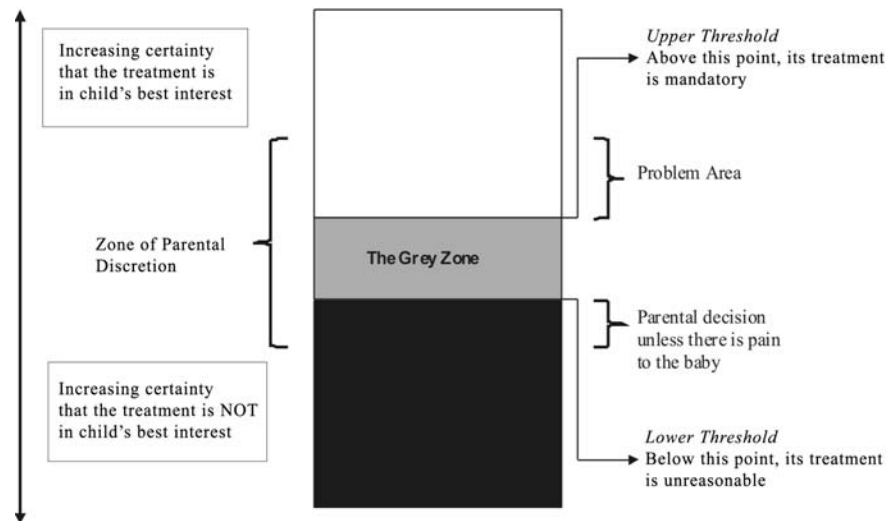 Increasing certainty
that the treatment is
in child's best interest
Zone of Parental
Discretion
Increasing certainty
that the treatment is NOT
in child's best interest
The Grey Zone
Upper Threshold
Above this point, its treatment
is mandatory
Problem Area
Parental decision
unless there is pain
to the baby
Lower Threshold
Below this point, its treatment
is unreasonable